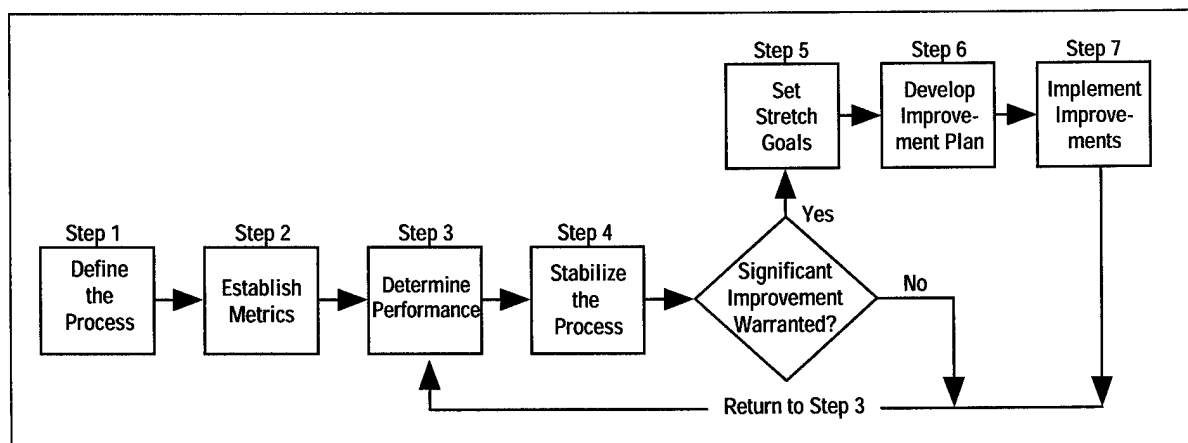 Step 1
Define
the
Process
Step 2
Establish
Metrics
Step 3
Determine
Performance
Step 4
Stabilize
the
Process
Significant
Improvement
Warranted?
Yes
No
Step 5
Set
Stretch
Goals
Step 6
Develop
Improve-
ment Plan
Step 7
Implement
Improve-
ments
Return to Step 3